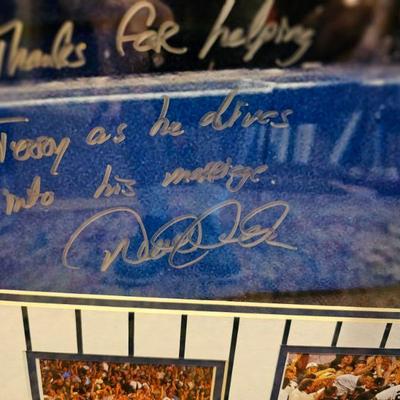 Thanks for helping
as he dives
into his marriage